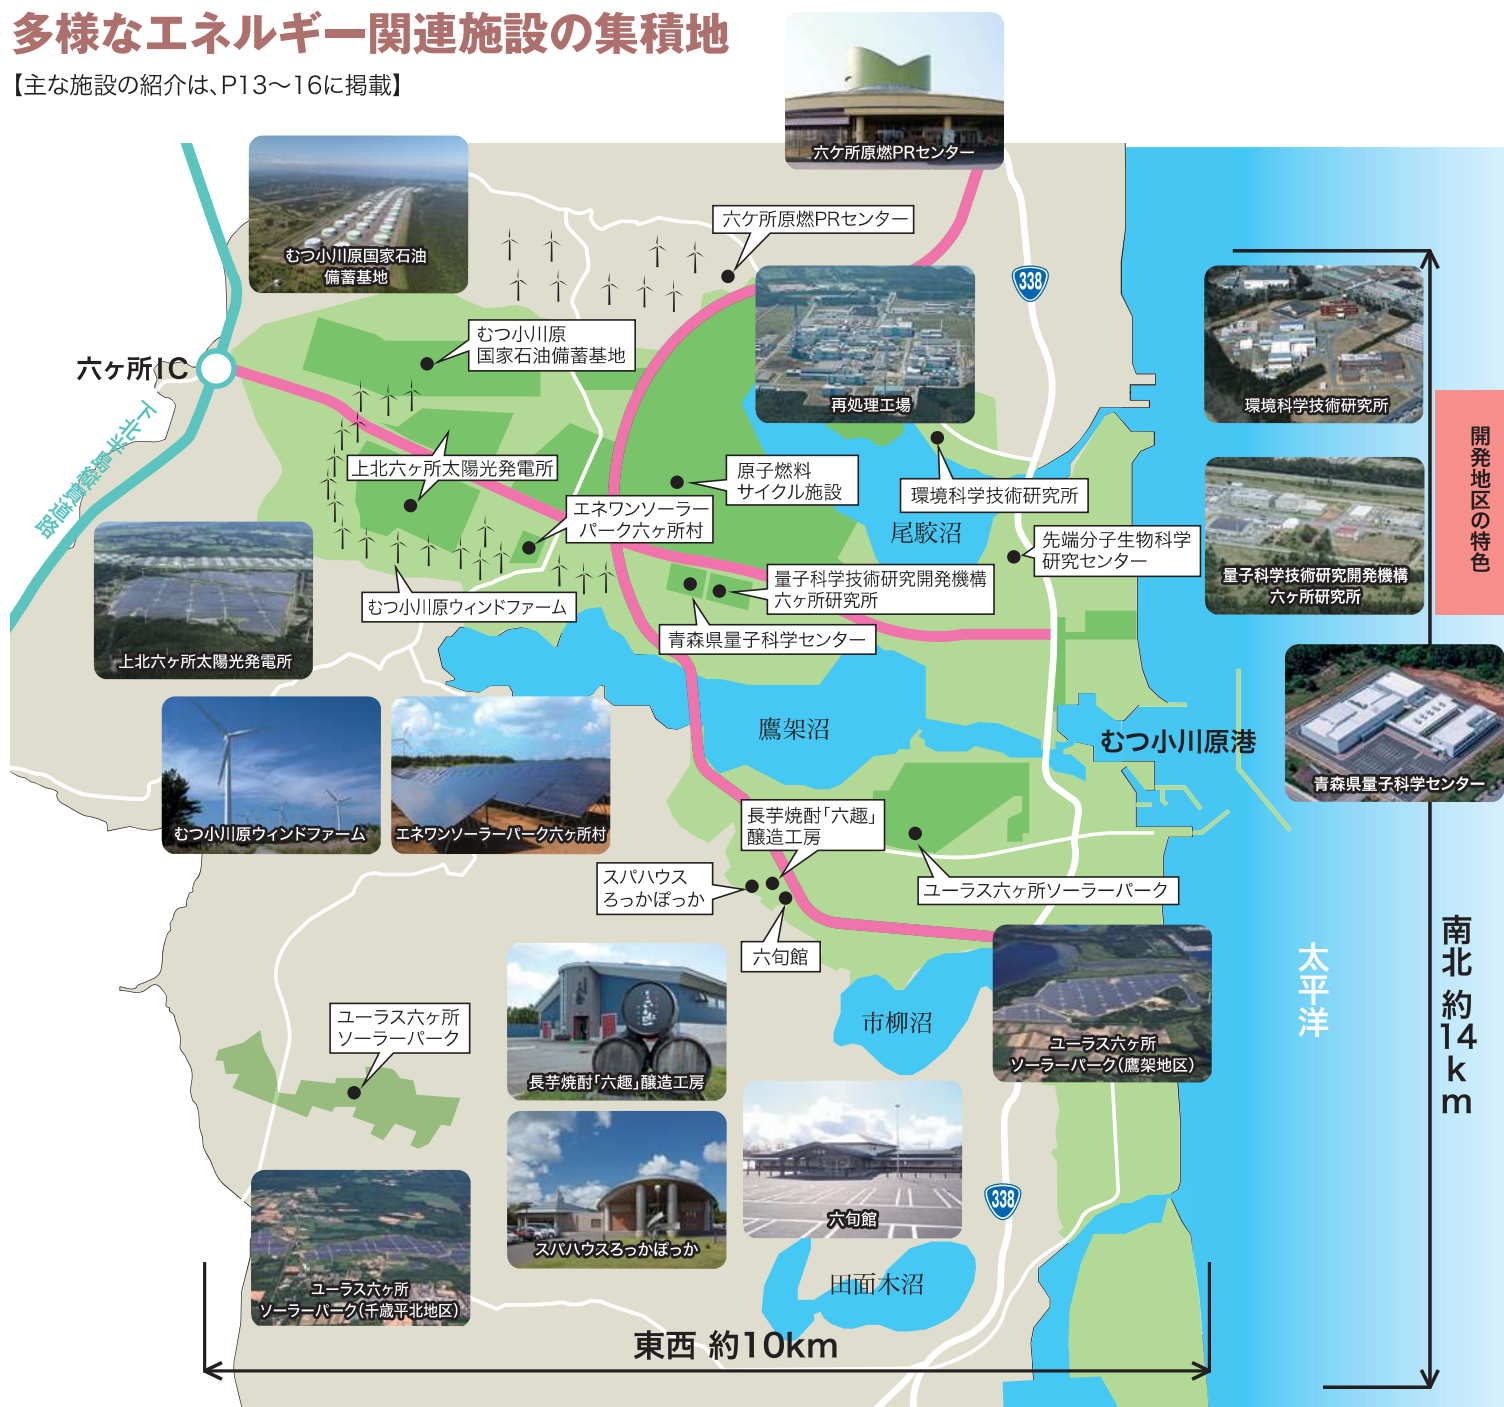 多様なエネルギー関連施設の集積地
【主な施設の紹介は、P13〜16に掲載】
六ケ所原燃PRセンター
むつ小川原国家石油
備蓄基地
六ケ所原燃PRセンター
338
むつ小川原
国家石油備蓄基地
六ヶ所IC
下北半島縦貫道路
再処理工場
環境科学技術研究所
開発地区の特色
上北六ヶ所太陽光発電所
原子燃料
サイクル施設
環境科学技術研究所
エネワンソーラー
パーク六ヶ所村
尾駮沼
先端分子生物科学
研究センター
量子科学技術研究開発機構
六ヶ所研究所
量子科学技術研究開発機構
六ヶ所研究所
むつ小川原ウィンドファーム
青森県量子科学センター
上北六ヶ所太陽光発電所
鷹架沼
むつ小川原港
青森県量子科学センター
むつ小川原ウィンドファーム
エネワンソーラーパーク六ヶ所村
長芋焼酎「六趣」
醸造工房
スパハウス
ろっかぽっか
ユーラス六ヶ所ソーラーパーク
六旬館
太平洋
南北 約14km
ユーラス六ヶ所
ソーラーパーク
市柳沼
ユーラス六ヶ所
ソーラーパーク(鷹架地区)
長芋焼酎「六趣」醸造工房
338
六旬館
スパハウスろっかぽっか
田面木沼
ユーラス六ヶ所
ソーラーパーク(千歳平北地区)
東西 約10km